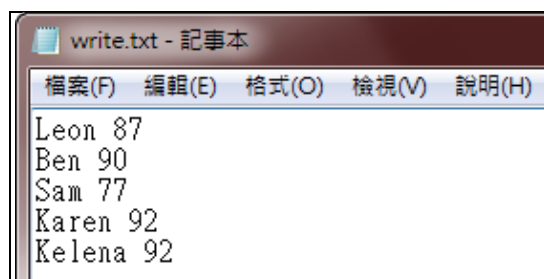 write.txt - 記事本
檔案(F) 編輯(E) 格式(O) 檢視(V) 說明(H)
Leon 87
Ben 90
Sam 77
Karen 92
Kelena 92